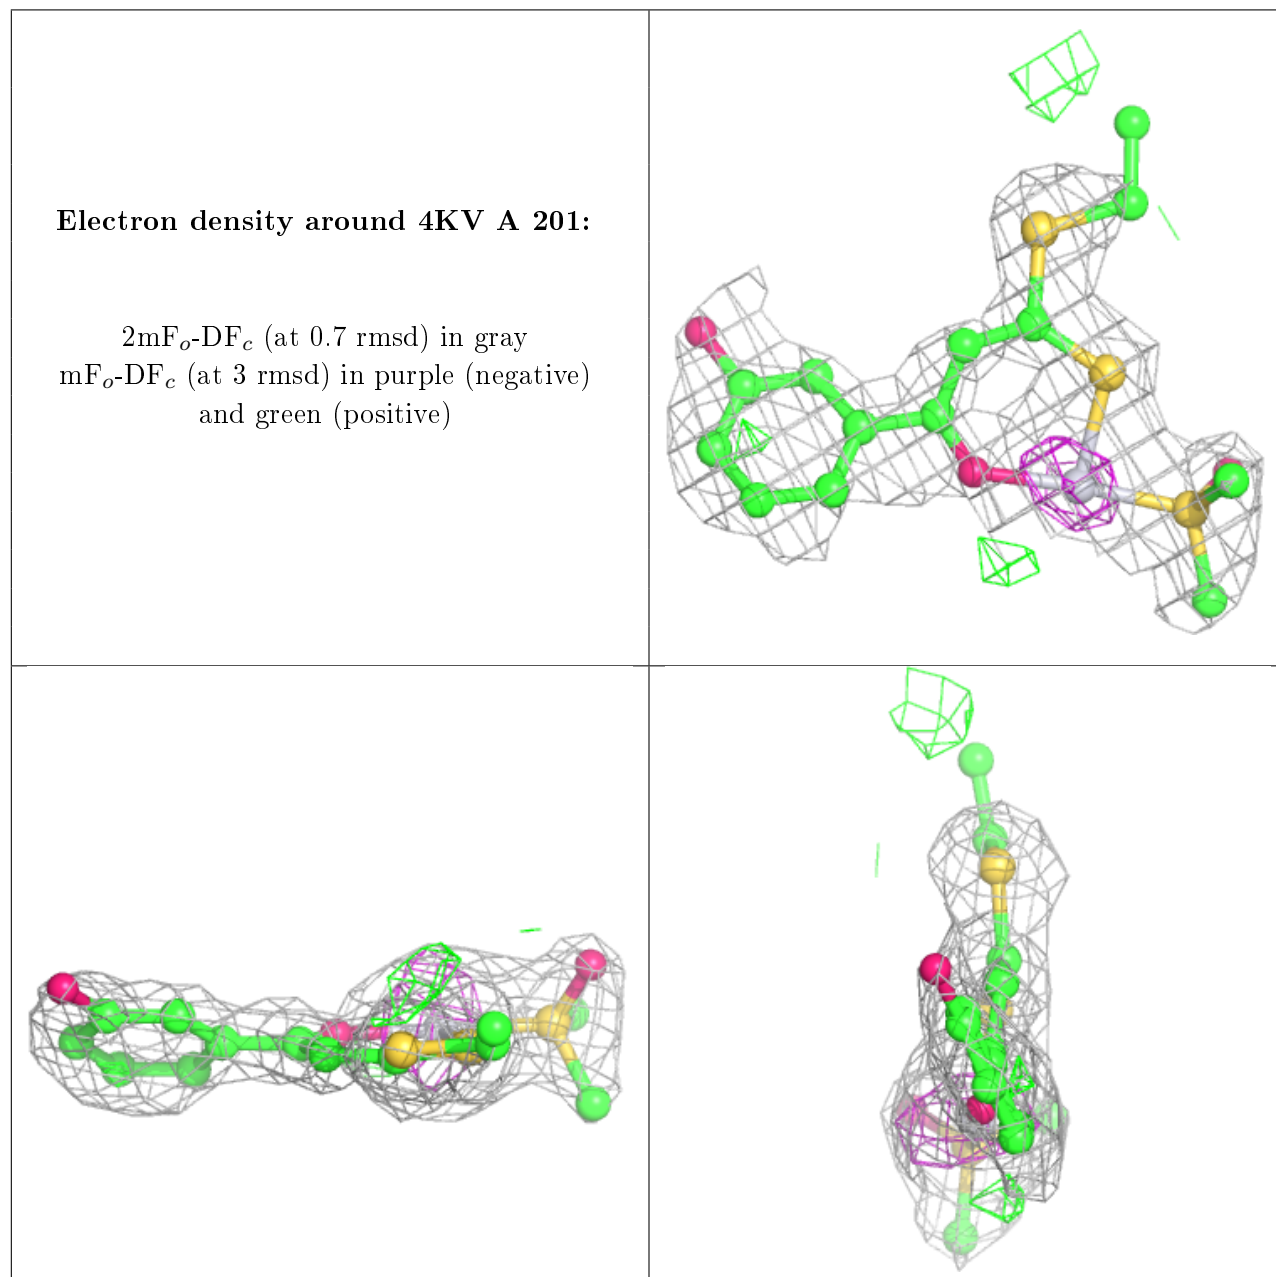 Electron density around 4KV A 201:
2mFo-DFc (at 0.7 rmsd) in gray
mFo-DFc (at 3 rmsd) in purple (negative)
and green (positive)